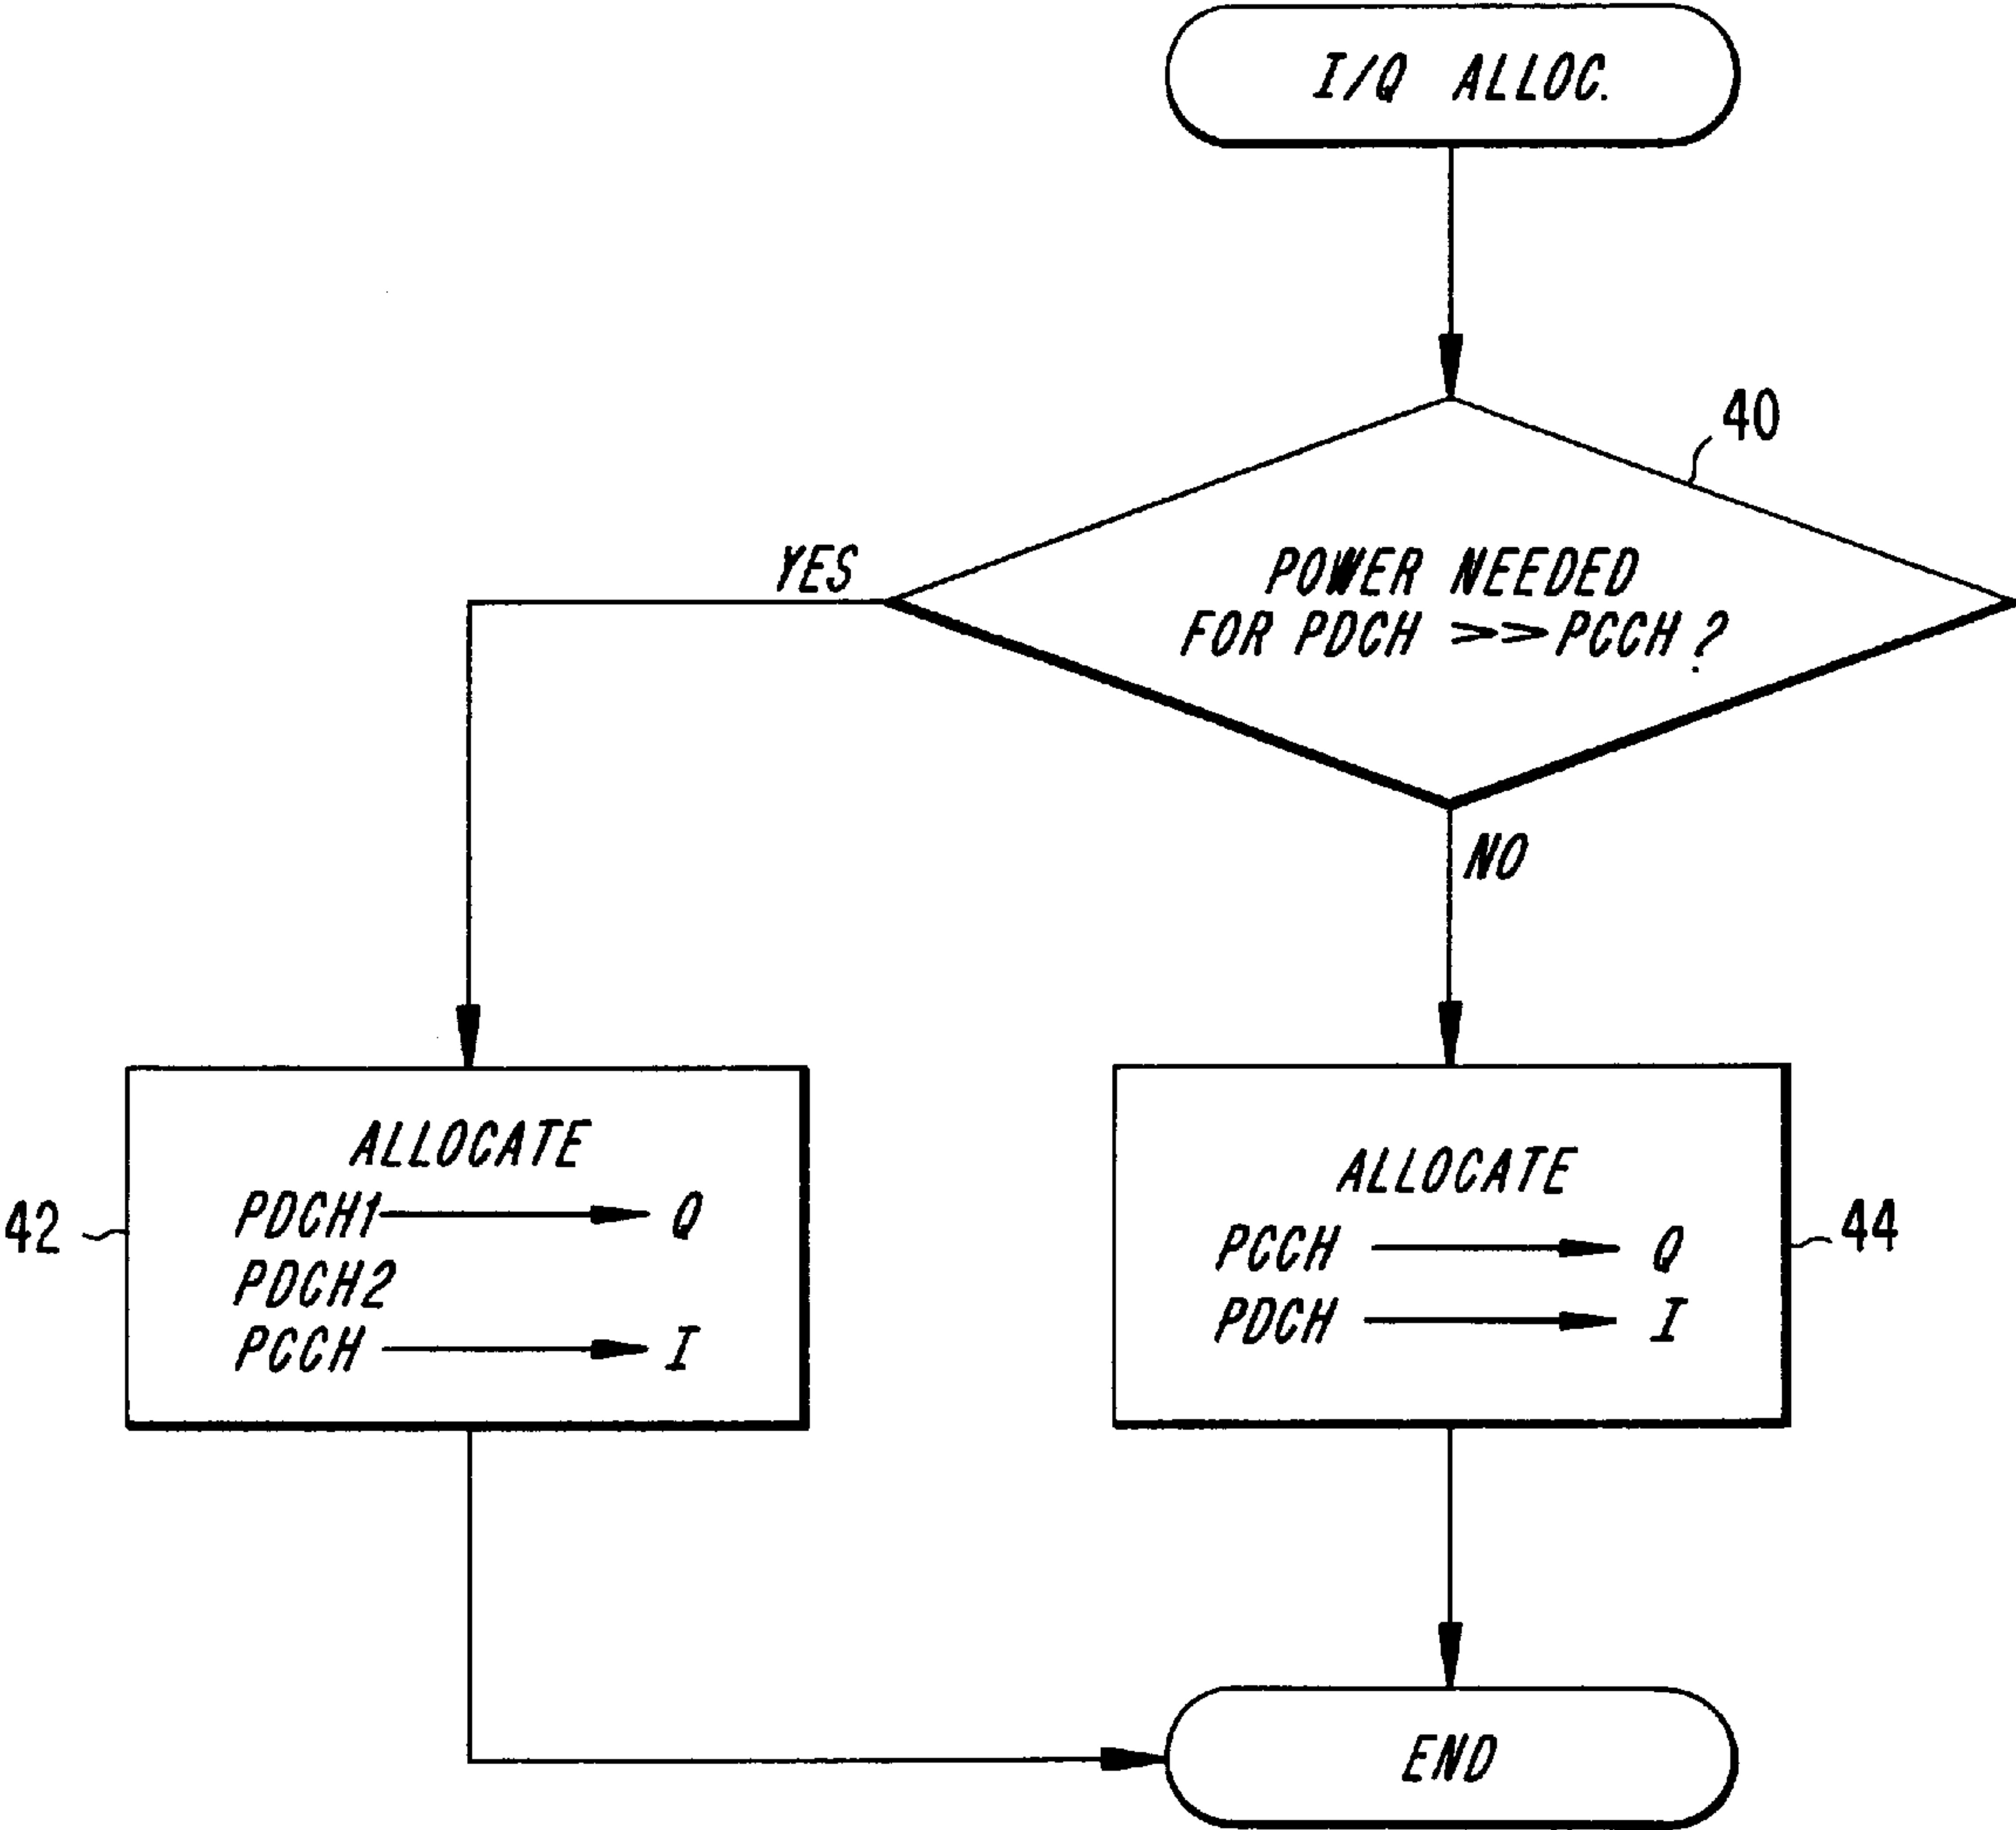 I/Q ALLOC.
40
YES
POWER NEEDED
FOR PDCH >> PCCH?
NO
42
ALLOCATE
PDCH1 → Q
PDCH2
PCCH → I
ALLOCATE
PCCH → Q
PDCH → I
44
END